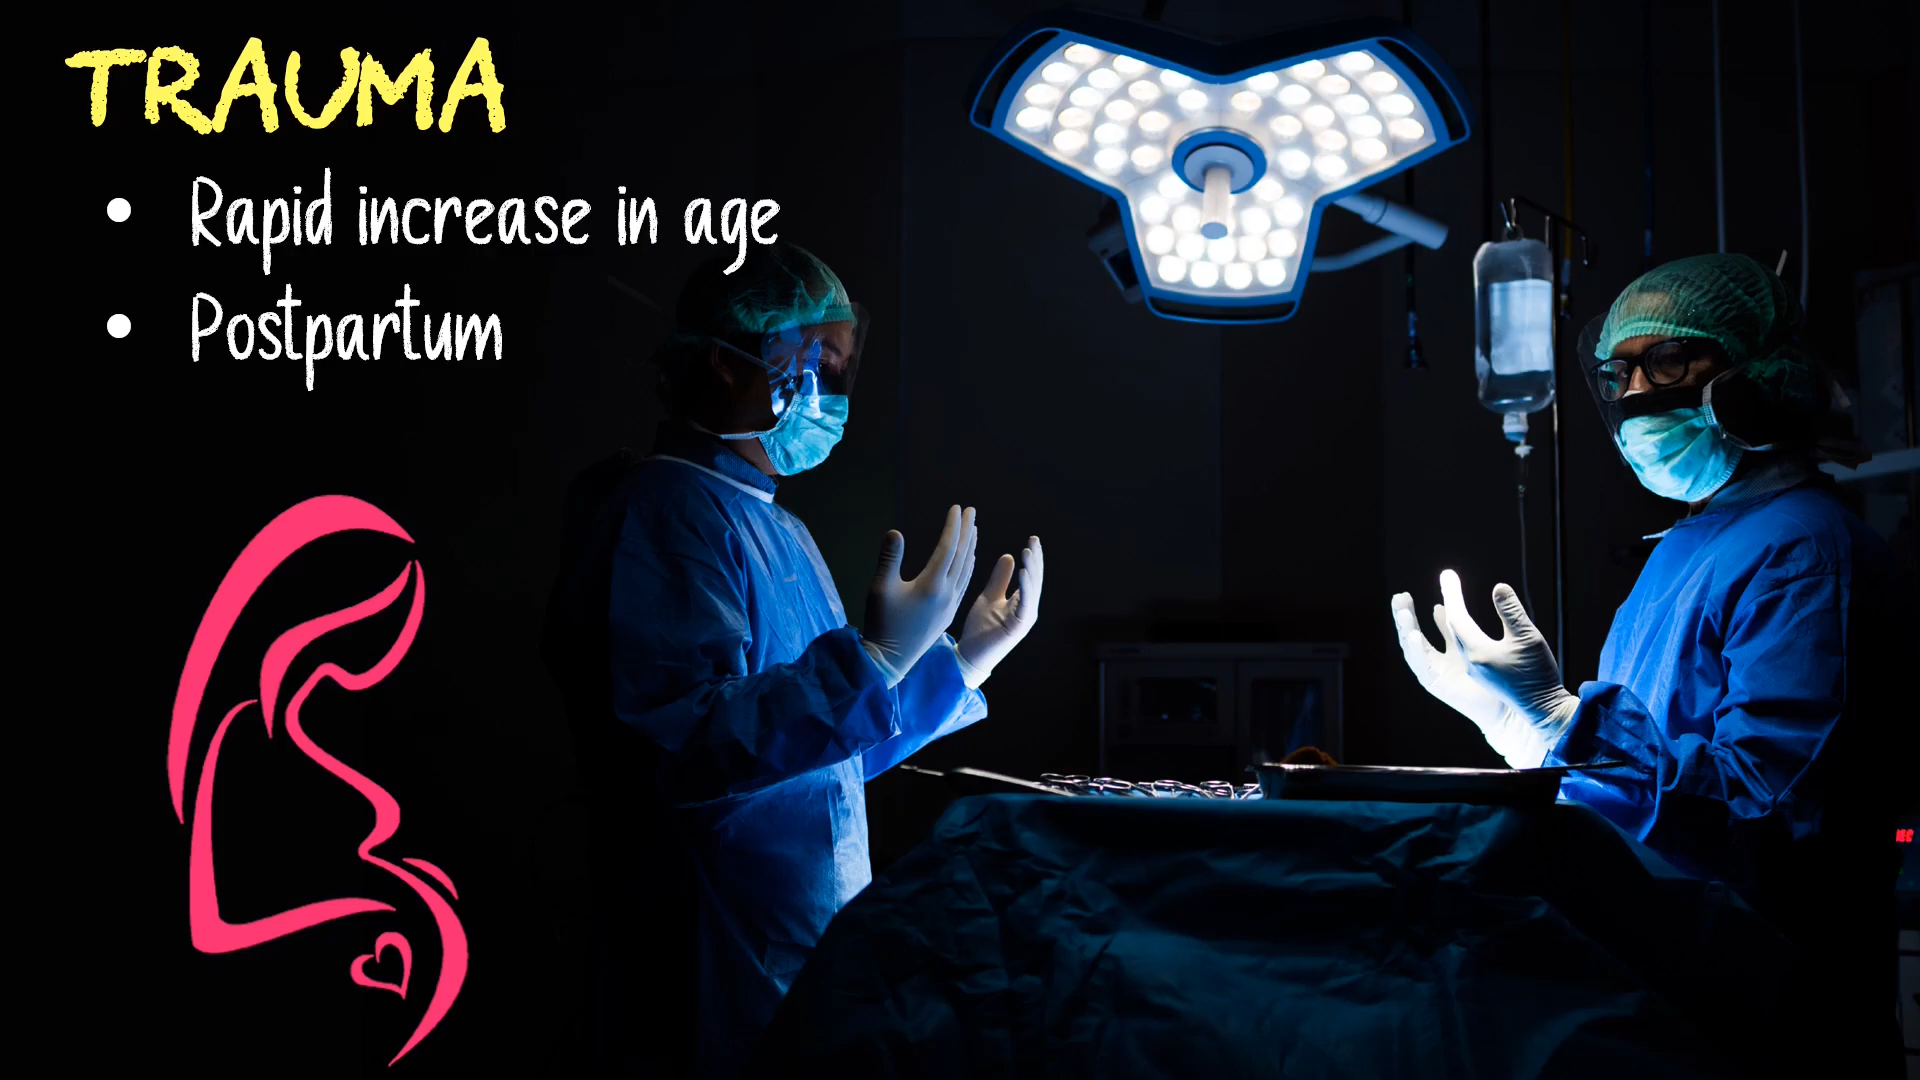 TRAUMA
• Rapid increase in age
• Postpartum